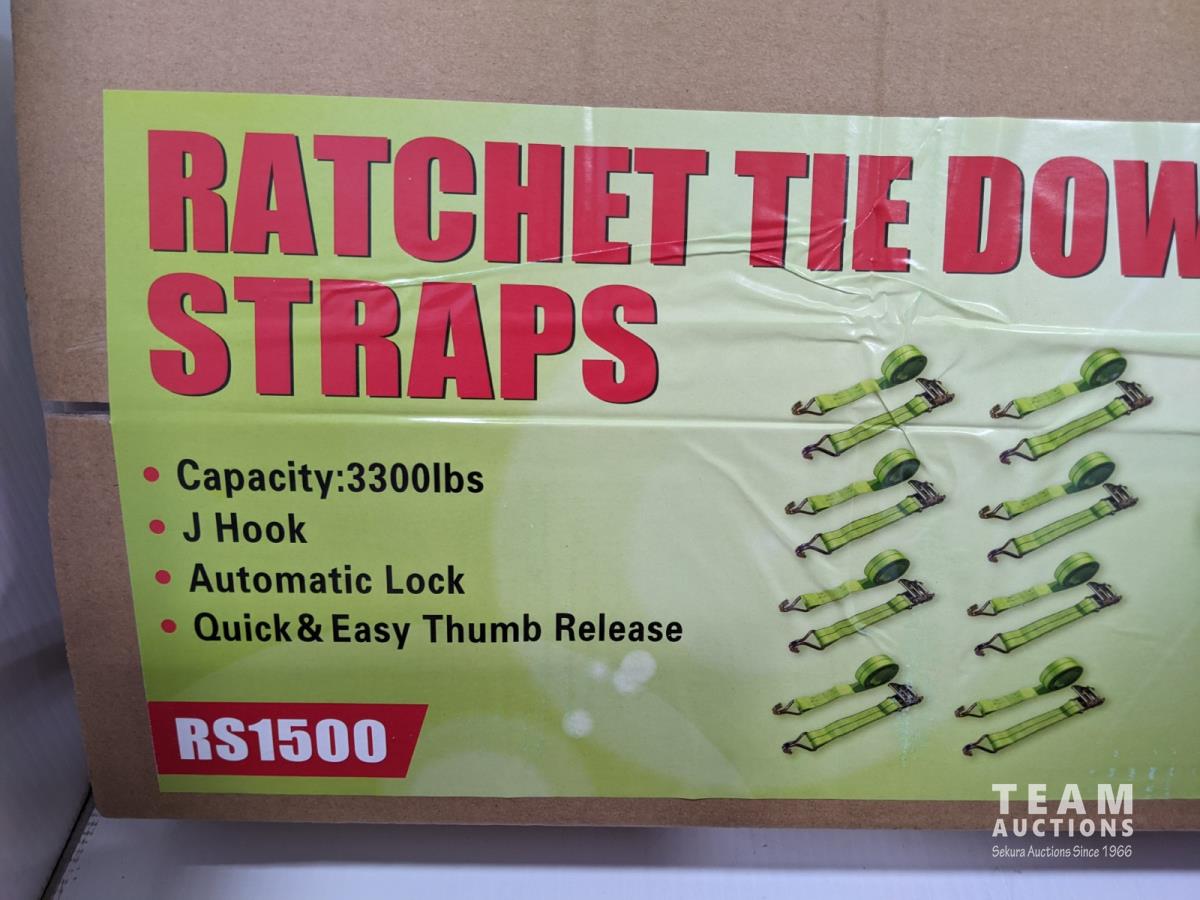 RATCHET TIE DOW
STRAPS
• Capacity:3300lbs
• J Hook
• Automatic Lock
• Quick&Easy Thumb Release
RS1500
TEAM
AUCTIONS
Sekura Auctions Since 1966